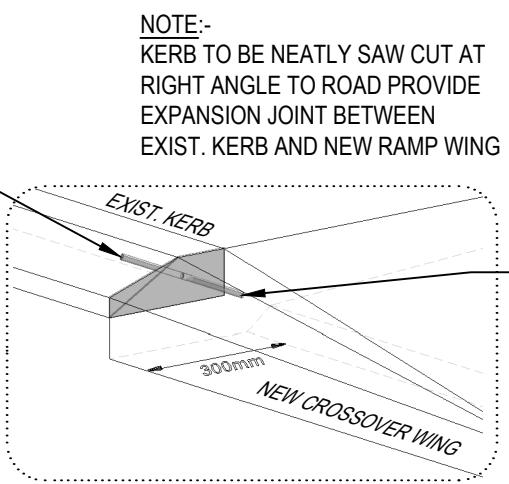 NOTE:-
KERB TO BE NEATLY SAW CUT AT
RIGHT ANGLE TO ROAD PROVIDE
EXPANSION JOINT BETWEEN
EXIST. KERB AND NEW RAMP WING
EXIST. KERB
300mm
NEW CROSSOVER WING